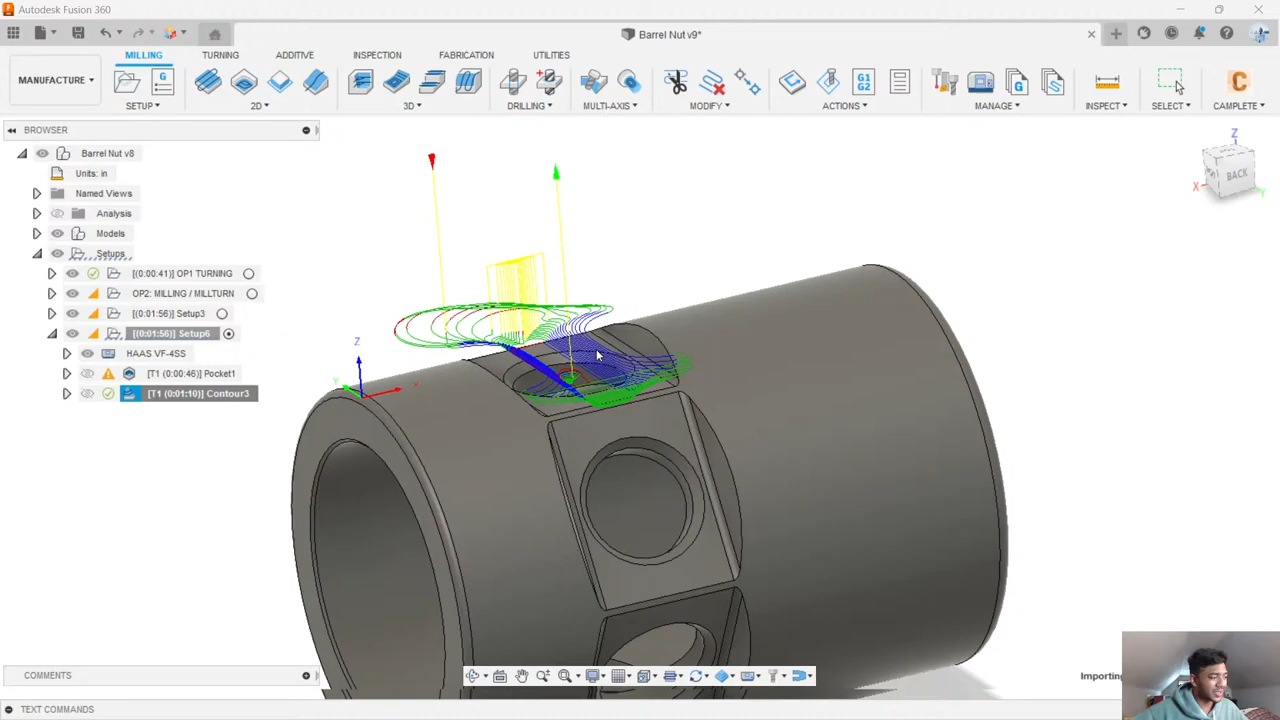 Autodesk Fusion 360
Barrel Nut v9*
MILLING TURNING ADDITIVE INSPECTION FABRICATION UTILITIES
MANUFACTURE
G
G1
G2
C
SETUP 2D 3D DRILLING MULTI-AXIS MODIFY ACTIONS MANAGE INSPECT SELECT CAMPLETE
BROWSER
Barrel Nut v8
Units: in
Named Views
Analysis
Models
Setups
[(0:00:41) OP1 TURNING
OP2: MILLING / MILLTURN
[(0:01:56) Setup3
[(0:01:56) Setup6
HAAS VF-4SS
[T1 (0:00:46) Pocket1
[T1 (0:01:10)] Contour3
Z
Y
X
Z
BACK
X
Y
COMMENTS
Importing
TEXT COMMANDS